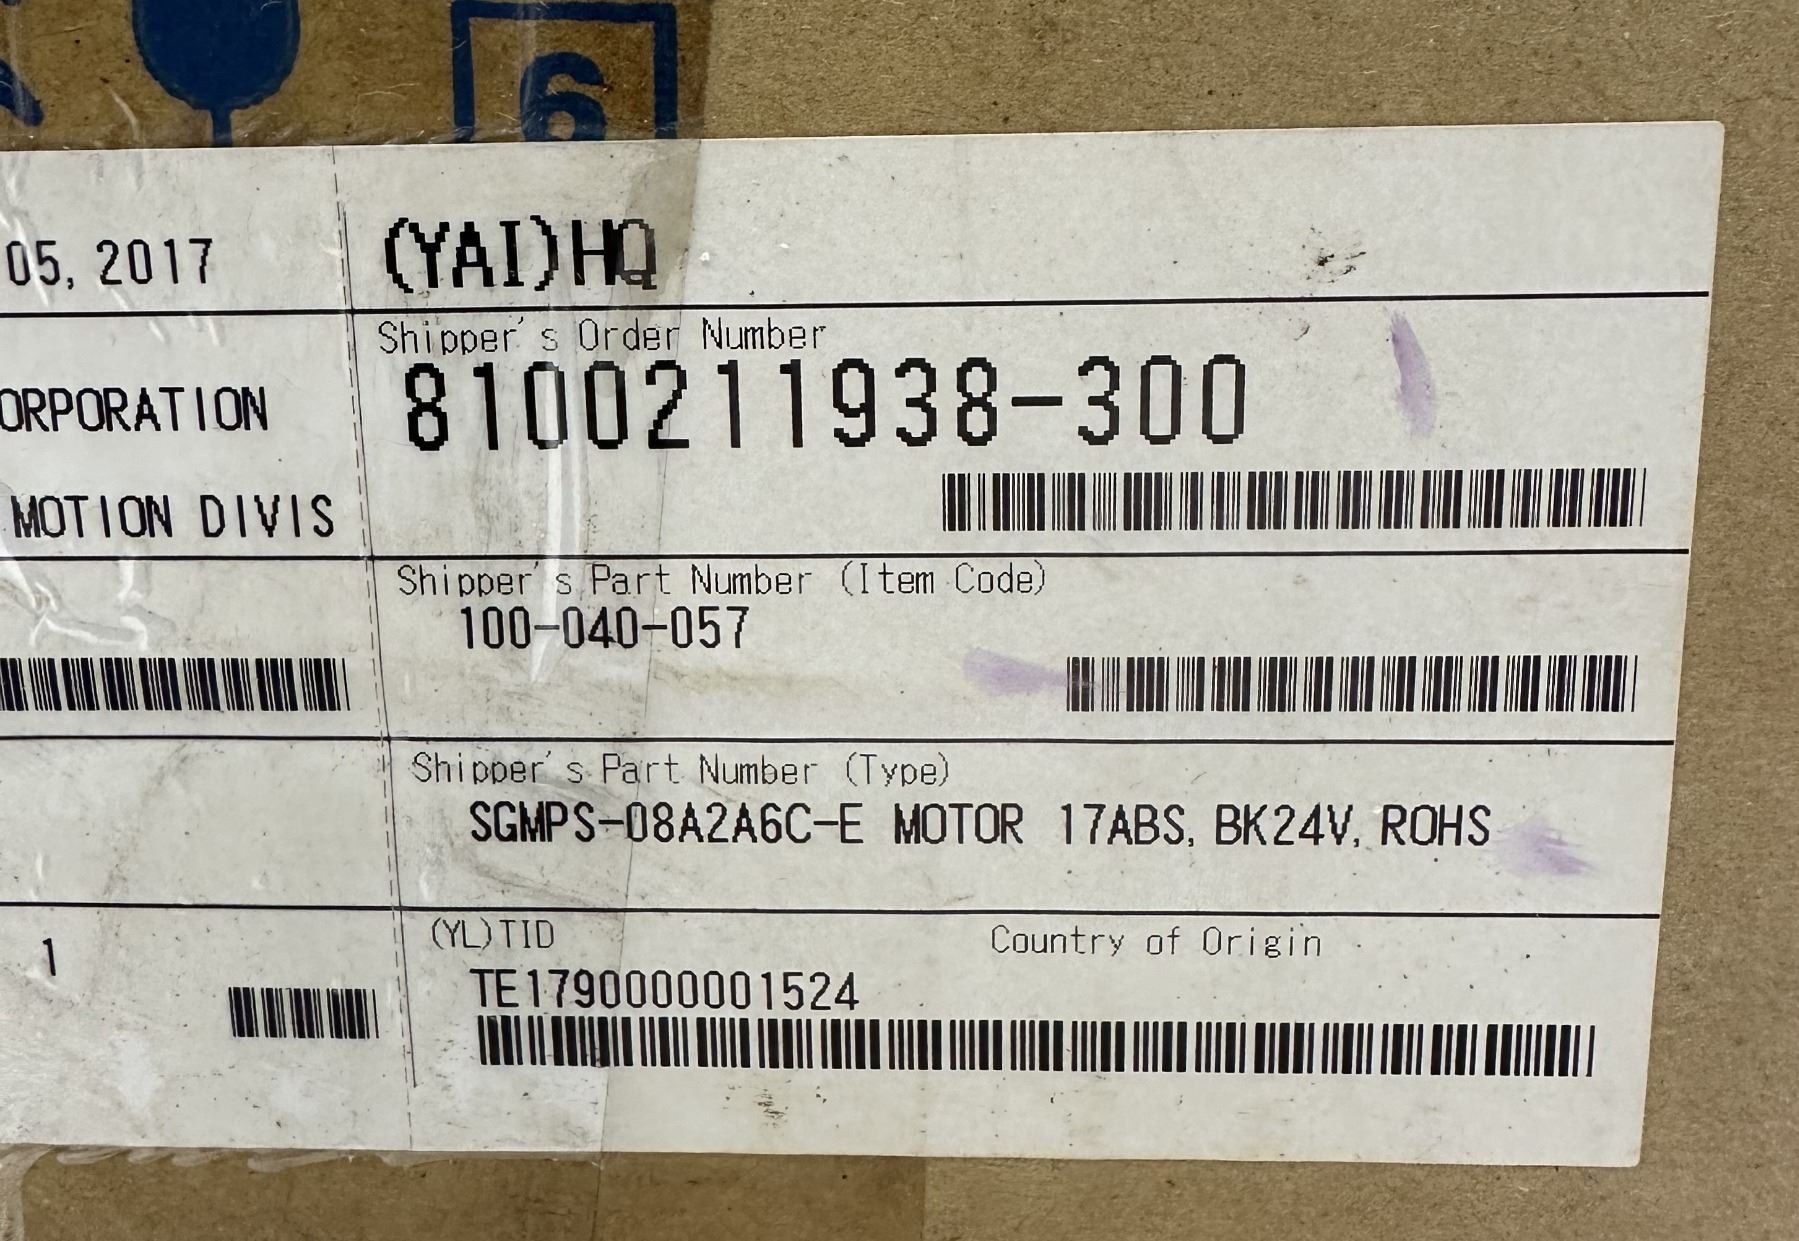 6
05, 2017
(YAI)HQ
Shipper's Order Number
8100211938-300
ORPORATION
MOTION DIVIS
Shipper's Part Number (Item Code)
100-040-057
Shipper's Part Number (Type)
SGMPS-08A2A6C-E MOTOR 17ABS, BK24V, ROHS
1
(YL)TID
Country of Origin
TE1790000001524